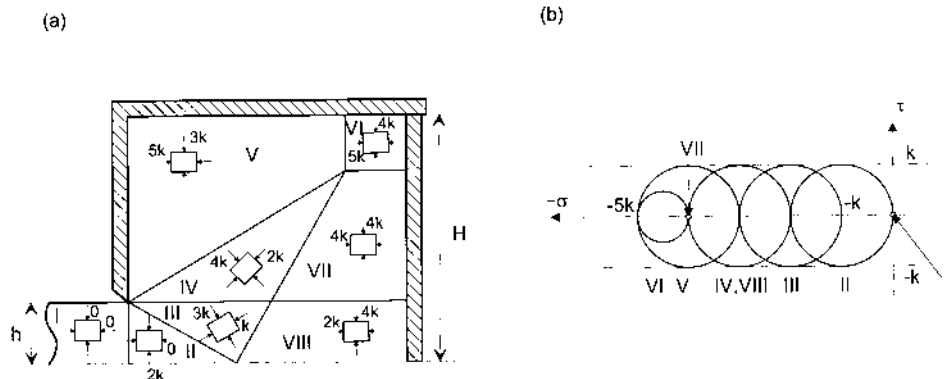 (a)
(b)
VI 4k
3k
5k V
5k
τ
VII k
-σ -5k -k
H
4k
4k 2k 4k VII
IV
-k
VI V IV,VIII III II
I 0 0
III 3k k 4k
h 0 2k
II VIII
2k